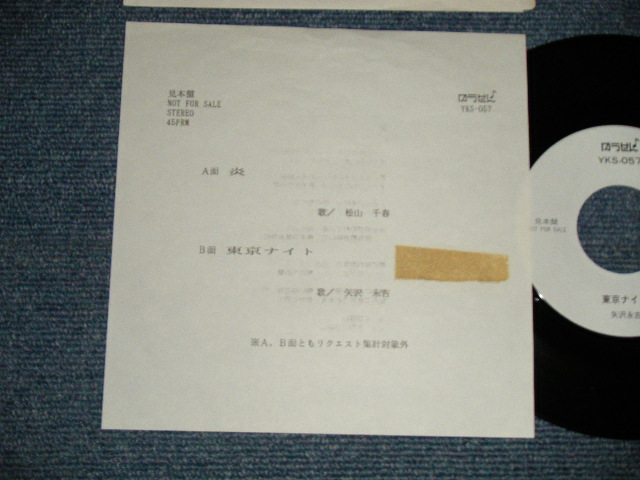 見本盤
NOT FOR SALE
STEREO
45PRM
YKS-057
A面 炎
歌／ 松山 千春
B面 東京ナイト
歌／ 矢沢 永吉
※A、B面ともリクエスト集計対象外
YKS-057
見本盤
NOT FOR SALE
東京ナイ
矢沢永吉